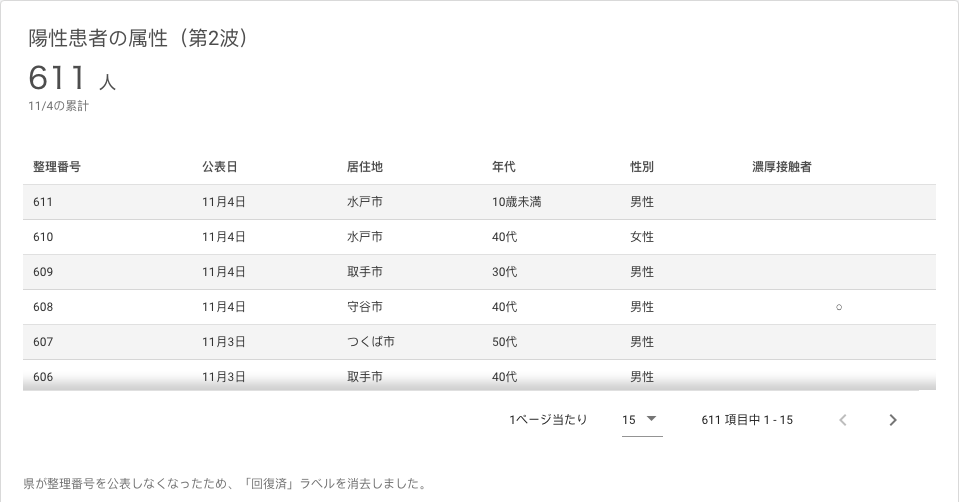 陽性患者の属性（第2波）
611 人
11/4の累計
整理番号 公表日 居住地 年代 性別 濃厚接触者
611 11月4日 水戸市 10歳未満 男性
610 11月4日 水戸市 40代 女性
609 11月4日 取手市 30代 男性
608 11月4日 守谷市 40代 男性 ○
607 11月3日 つくば市 50代 男性
606 11月3日 取手市 40代 男性
1ページ当たり 15 611 項目中 1 - 15
県が整理番号を公表しなくなったため、「回復済」ラベルを消去しました。